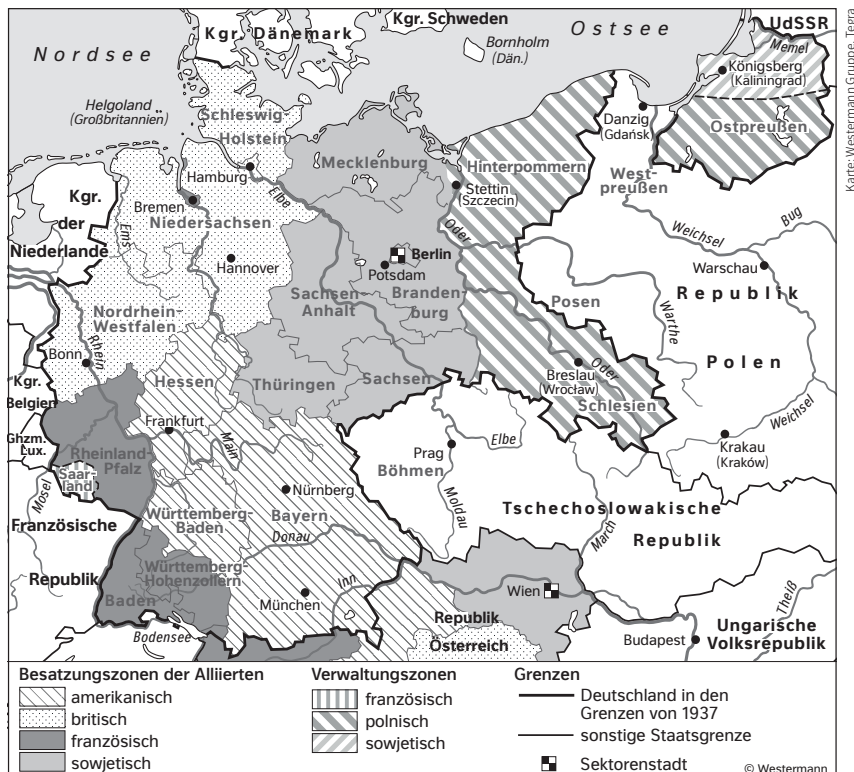 Nordsee
Kgr. Dänemark
Kgr. Schweden
Ostsee
UdSSR
Bornholm
(Dän.)
Memel
Königsberg
(Kaliningrad)
Helgoland
(Großbritannien)
Schleswig-
Holstein
Danzig
(Gdańsk)
Ostpreußen
Mecklenburg
Hinterpommern
West-
preußen
Hamburg
Stettin
(Szczecin)
Kgr.
der
Niederlande
Bremen
Elbe
Niedersachsen
Ems
Oder
Weichsel
Bug
Hannover
Berlin
Potsdam
Warschau
Sachsen-
Anhalt
Branden-
burg
Posen
Republik
Polen
Nordrhein-
Westfalen
Warthe
Rhein
Bonn
Hessen
Thüringen
Sachsen
Breslau
(Wrocław)
Oder
Schlesien
Kgr.
Belgien
Frankfurt
Main
Weichsel
Ghzm.
Lux.
Rheinland-
Pfalz
Prag
Elbe
Böhmen
Krakau
(Kraków)
Saar-
land
Mosel
Nürnberg
Moldau
Württemberg-
Baden
Bayern
Tschechoslowakische
Republik
Französische
Republik
Donau
March
Württemberg-
Hohenzollern
Baden
Inn
München
Wien
Theiß
Bodensee
Republik
Österreich
Budapest
Ungarische
Volksrepublik
Karte: Westermann Gruppe, Tegra
Besatzungszonen der Alliierten
amerikanisch
britisch
französisch
sowjetisch
Verwaltungszonen
französisch
polnisch
sowjetisch
Grenzen
Deutschland in den
Grenzen von 1937
sonstige Staatsgrenze
Sektorenstadt
© Westermann